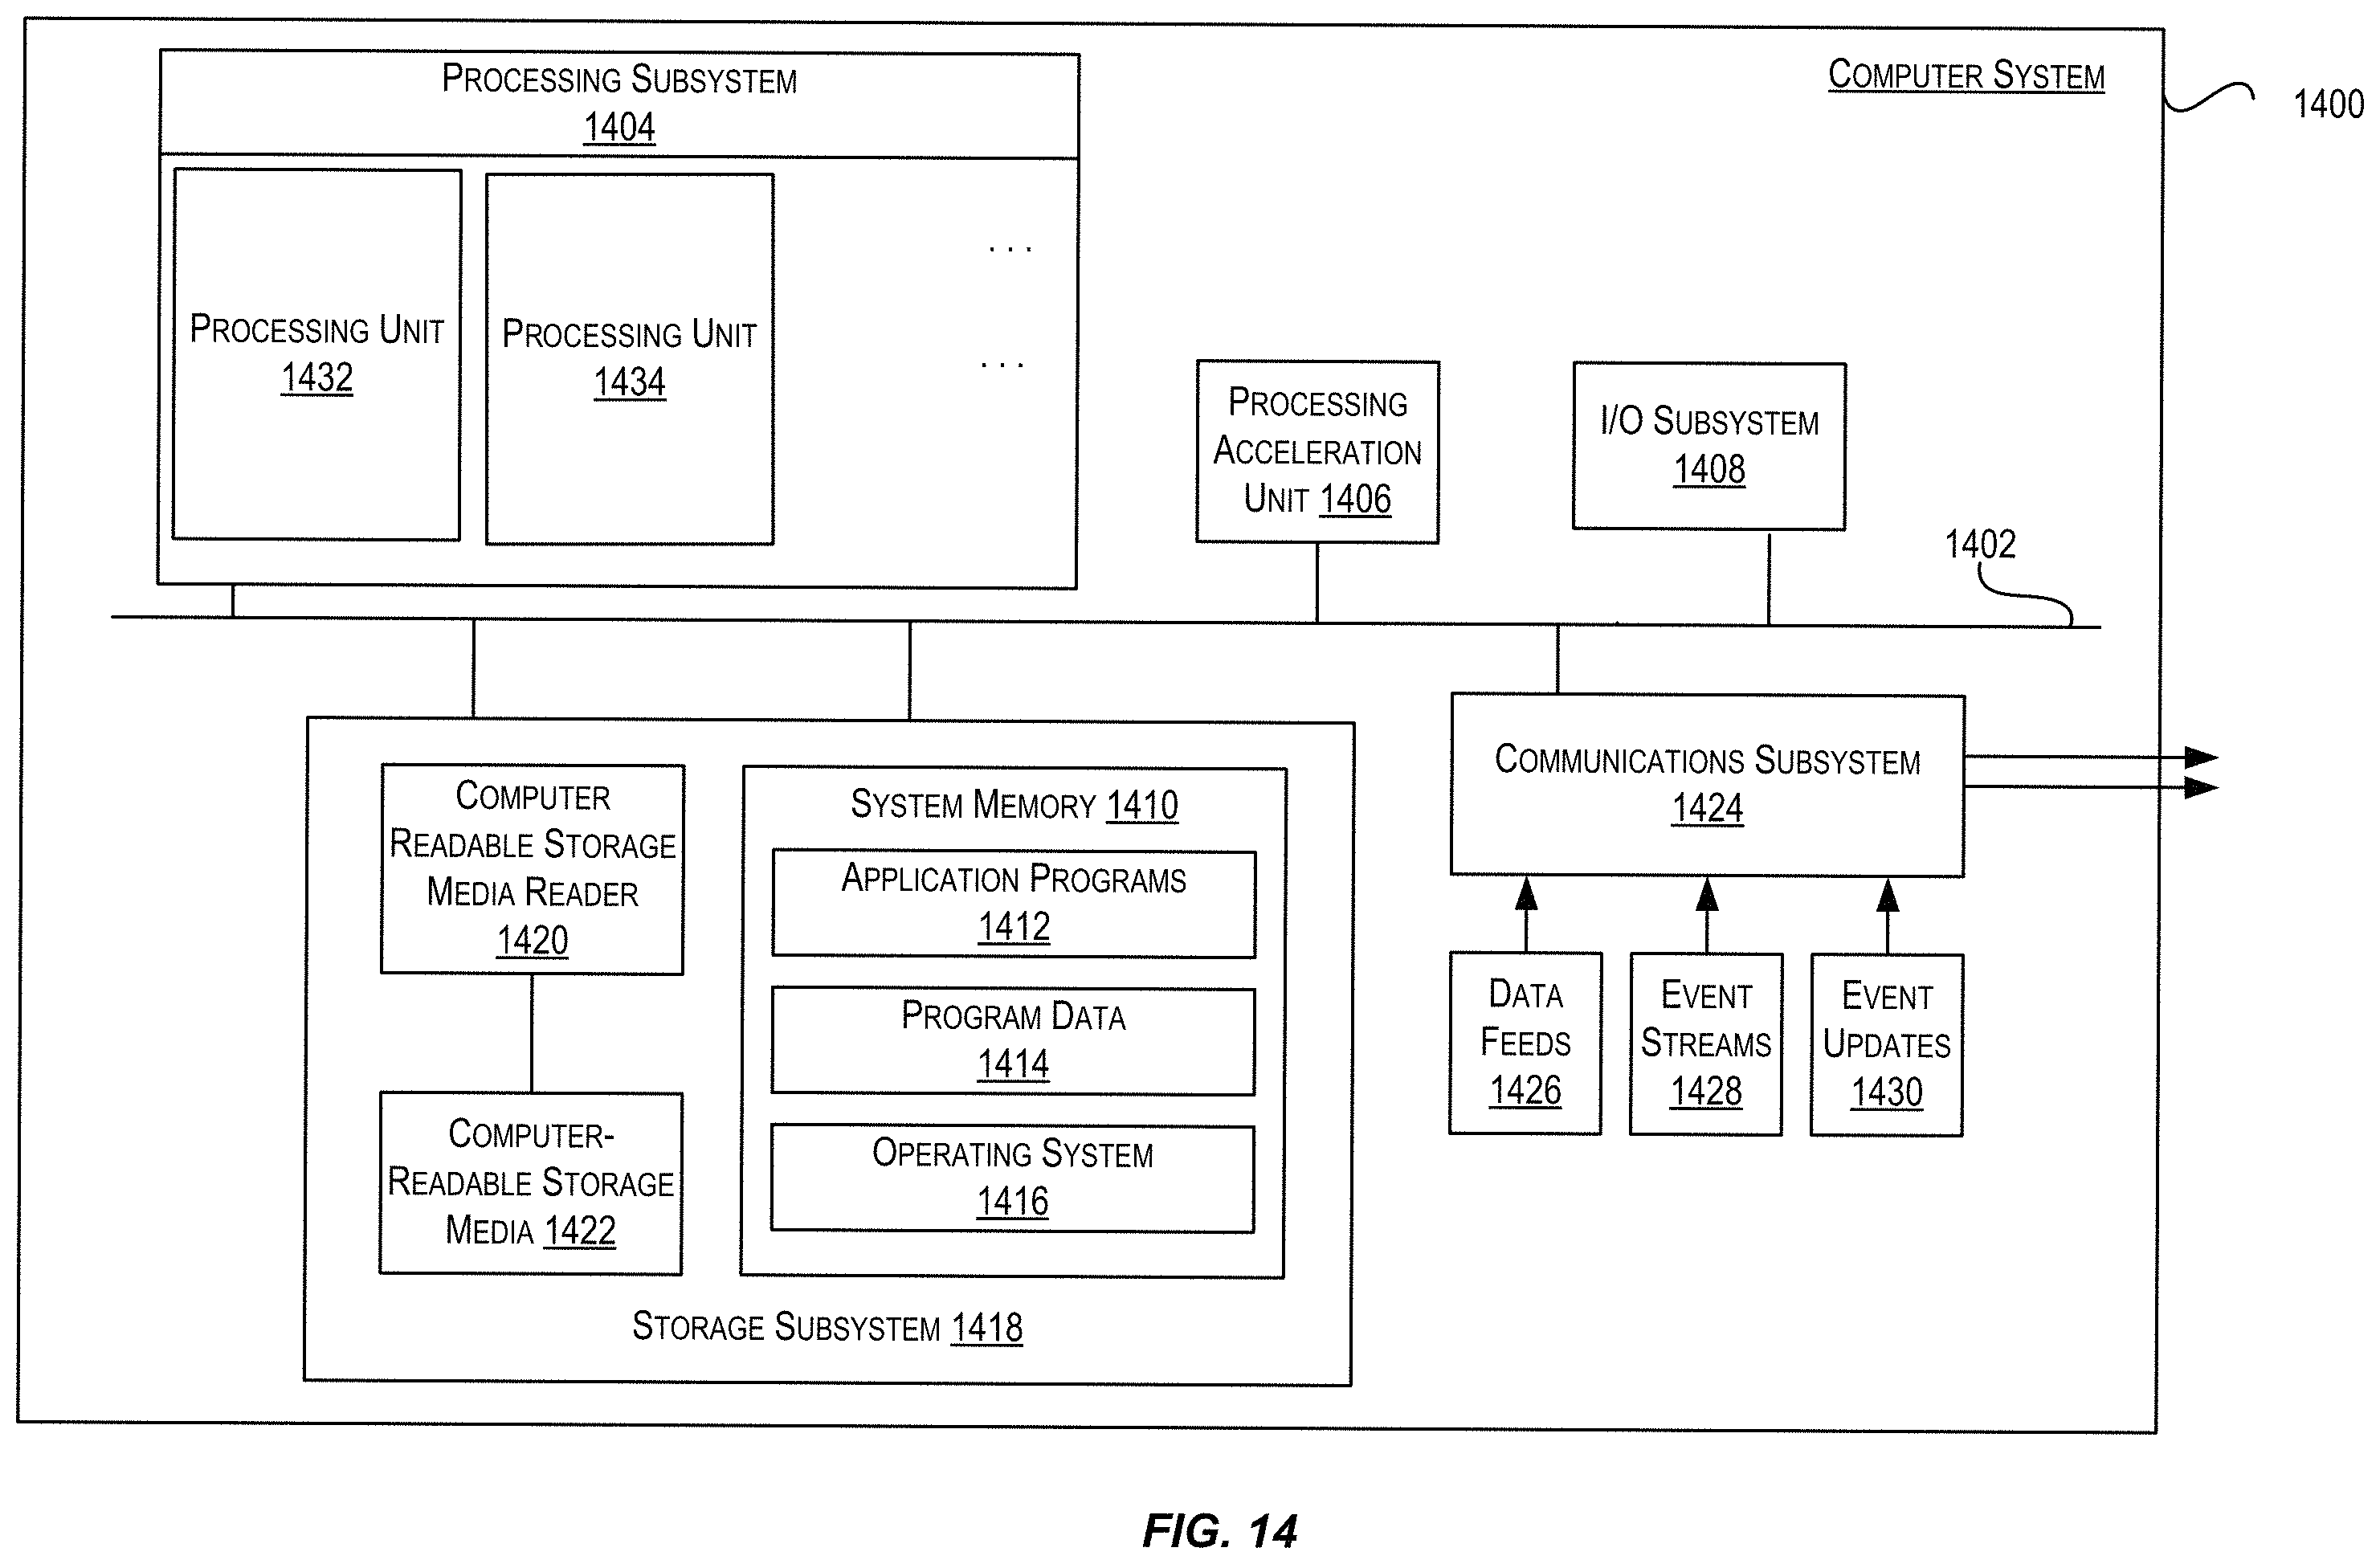 PROCESSING SUBSYSTEM
1404
COMPUTER SYSTEM
1400
PROCESSING UNIT
1432
PROCESSING UNIT
1434
. . .
. . .
PROCESSING
ACCELERATION
UNIT 1406
I/O SUBSYSTEM
1408
1402
COMPUTER
READABLE STORAGE
MEDIA READER
1420
COMPUTER-
READABLE STORAGE
MEDIA 1422
SYSTEM MEMORY 1410
APPLICATION PROGRAMS
1412
PROGRAM DATA
1414
OPERATING SYSTEM
1416
STORAGE SUBSYSTEM 1418
COMMUNICATIONS SUBSYSTEM
1424
DATA
FEEDS
1426
EVENT
STREAMS
1428
EVENT
UPDATES
1430
FIG. 14